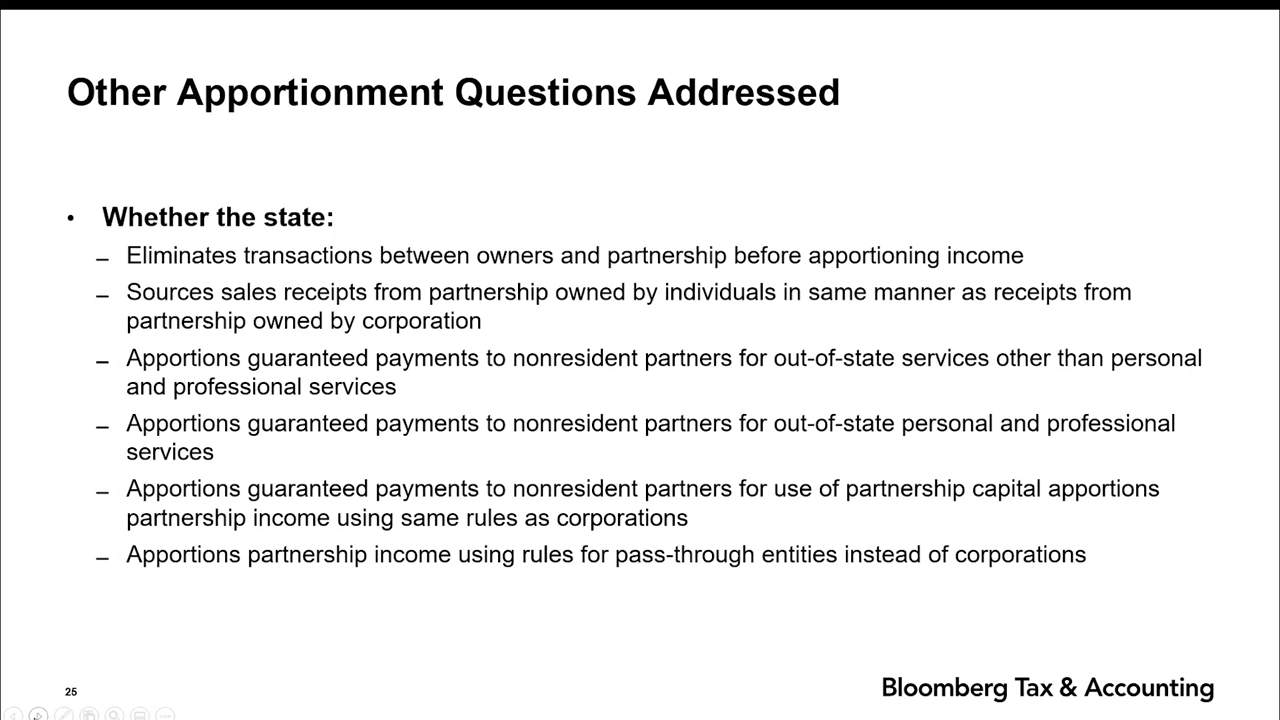 Other Apportionment Questions Addressed
• Whether the state:
– Eliminates transactions between owners and partnership before apportioning income
– Sources sales receipts from partnership owned by individuals in same manner as receipts from
partnership owned by corporation
– Apportions guaranteed payments to nonresident partners for out-of-state services other than personal
and professional services
– Apportions guaranteed payments to nonresident partners for out-of-state personal and professional
services
– Apportions guaranteed payments to nonresident partners for use of partnership capital apportions
partnership income using same rules as corporations
– Apportions partnership income using rules for pass-through entities instead of corporations
25
Bloomberg Tax & Accounting